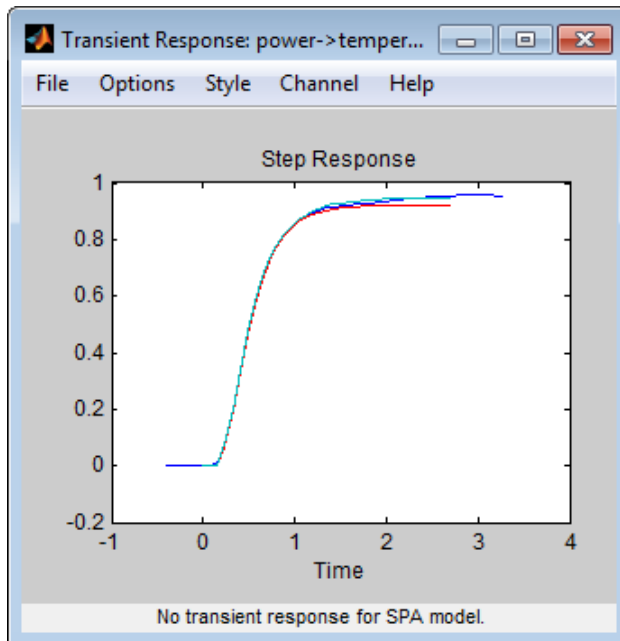 Transient Response: power->temper...
File Options Style Channel Help
Step Response
1
0.8
0.6
0.4
0.2
0
-0.2
-1 0 1 2 3 4
Time
No transient response for SPA model.